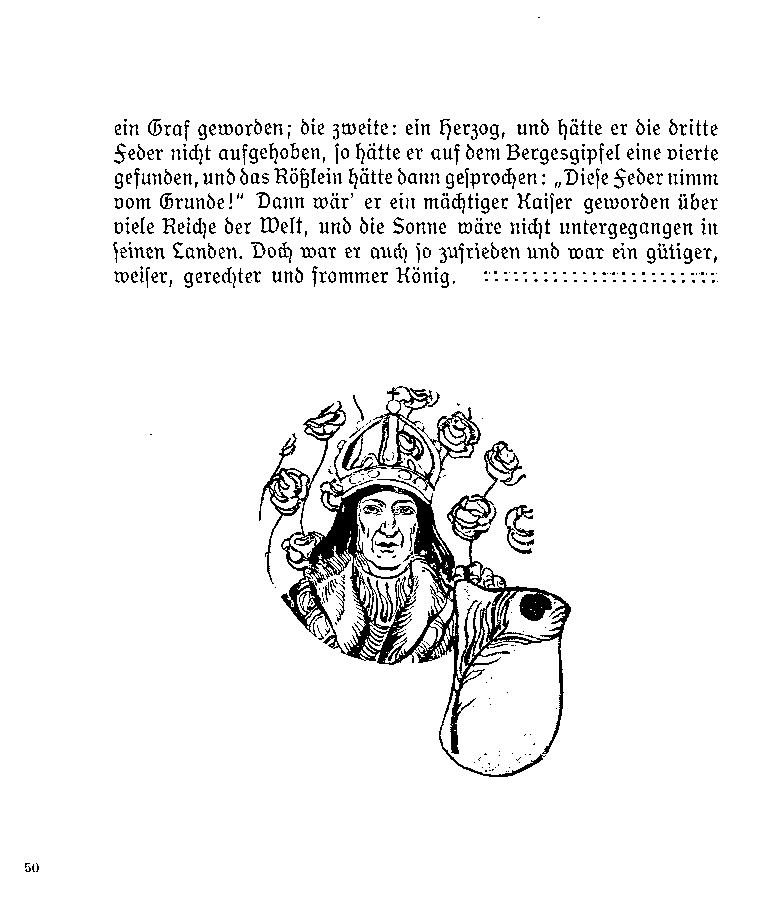 ein Graf geworden; die zweite: ein Herzog, und hätte er die dritte
Feder nicht aufgehoben, so hätte er auf dem Bergesgipfel eine vierte
gefunden, und das Rößlein hätte dann gesprochen: „Diese Feder nimm
vom Grunde!“ Dann wär' er ein mächtiger Kaiser geworden über
viele Reiche der Welt, und die Sonne wäre nicht untergegangen in
seinen Landen. Doch war er auch so zufrieden und war ein gütiger,
weiser, gerechter und frommer König. ::::::::::::::::::::::::
50